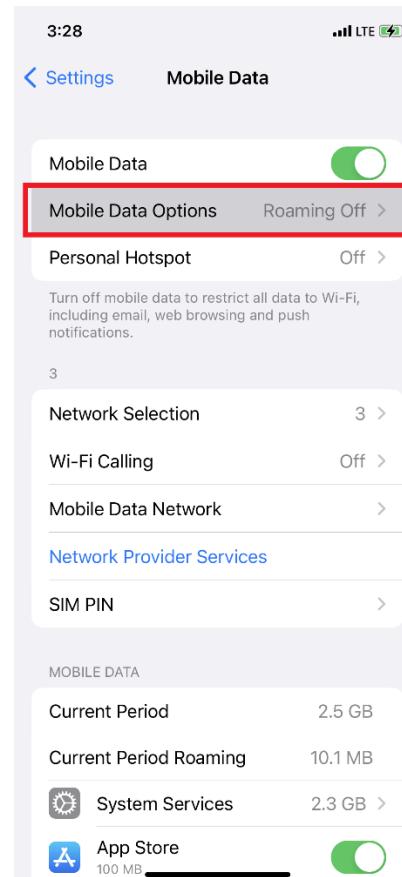 3:28 LTE
Settings Mobile Data
Mobile Data
Mobile Data Options Roaming Off
Personal Hotspot Off
Turn off mobile data to restrict all data to Wi-Fi,
including email, web browsing and push
notifications.
3
Network Selection 3
Wi-Fi Calling Off
Mobile Data Network
Network Provider Services
SIM PIN
MOBILE DATA
Current Period 2.5 GB
Current Period Roaming 10.1 MB
System Services 2.3 GB
App Store
100 MB